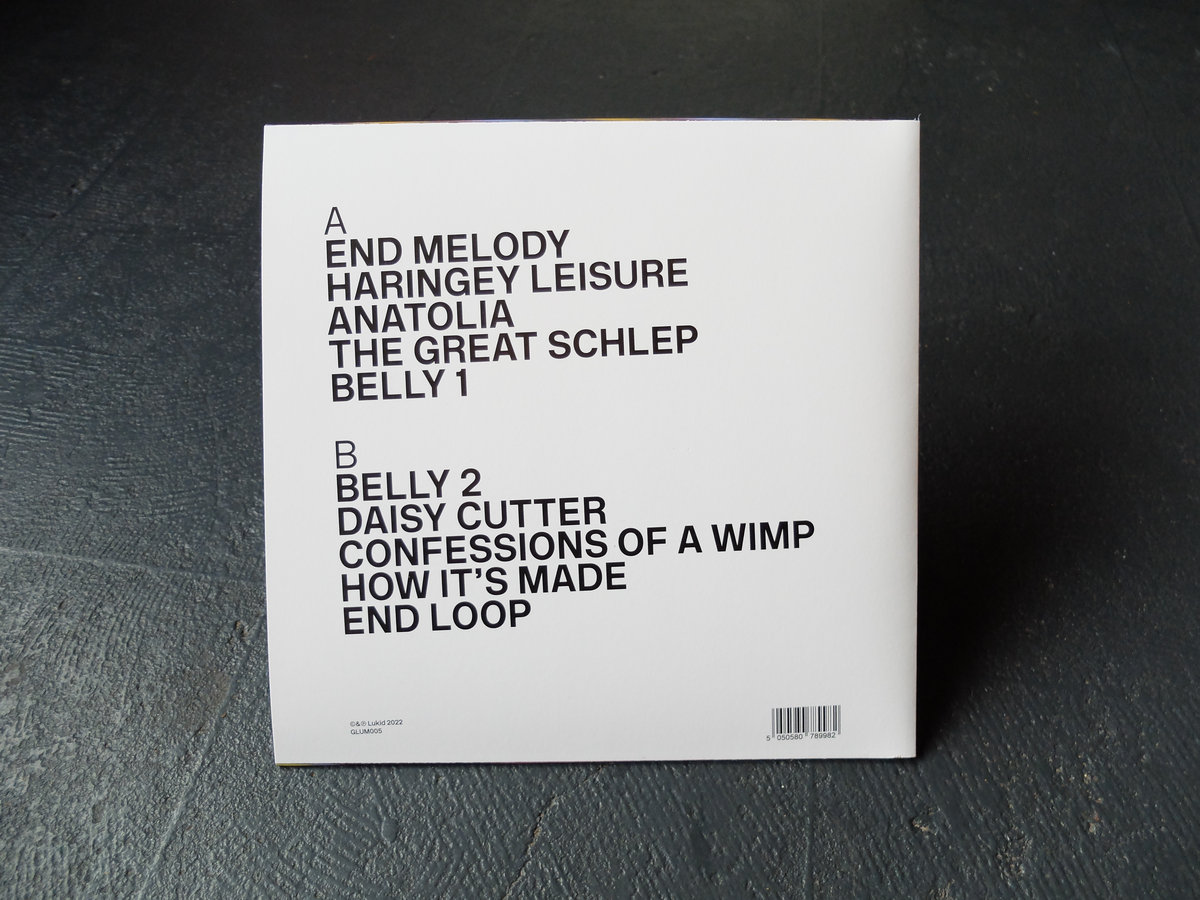 A
END MELODY
HARINGEY LEISURE
ANATOLIA
THE GREAT SCHLEP
BELLY 1
B
BELLY 2
DAISY CUTTER
CONFESSIONS OF A WIMP
HOW IT’S MADE
END LOOP
©&℗ Lukid 2022
GLUM005
5 050580 789982